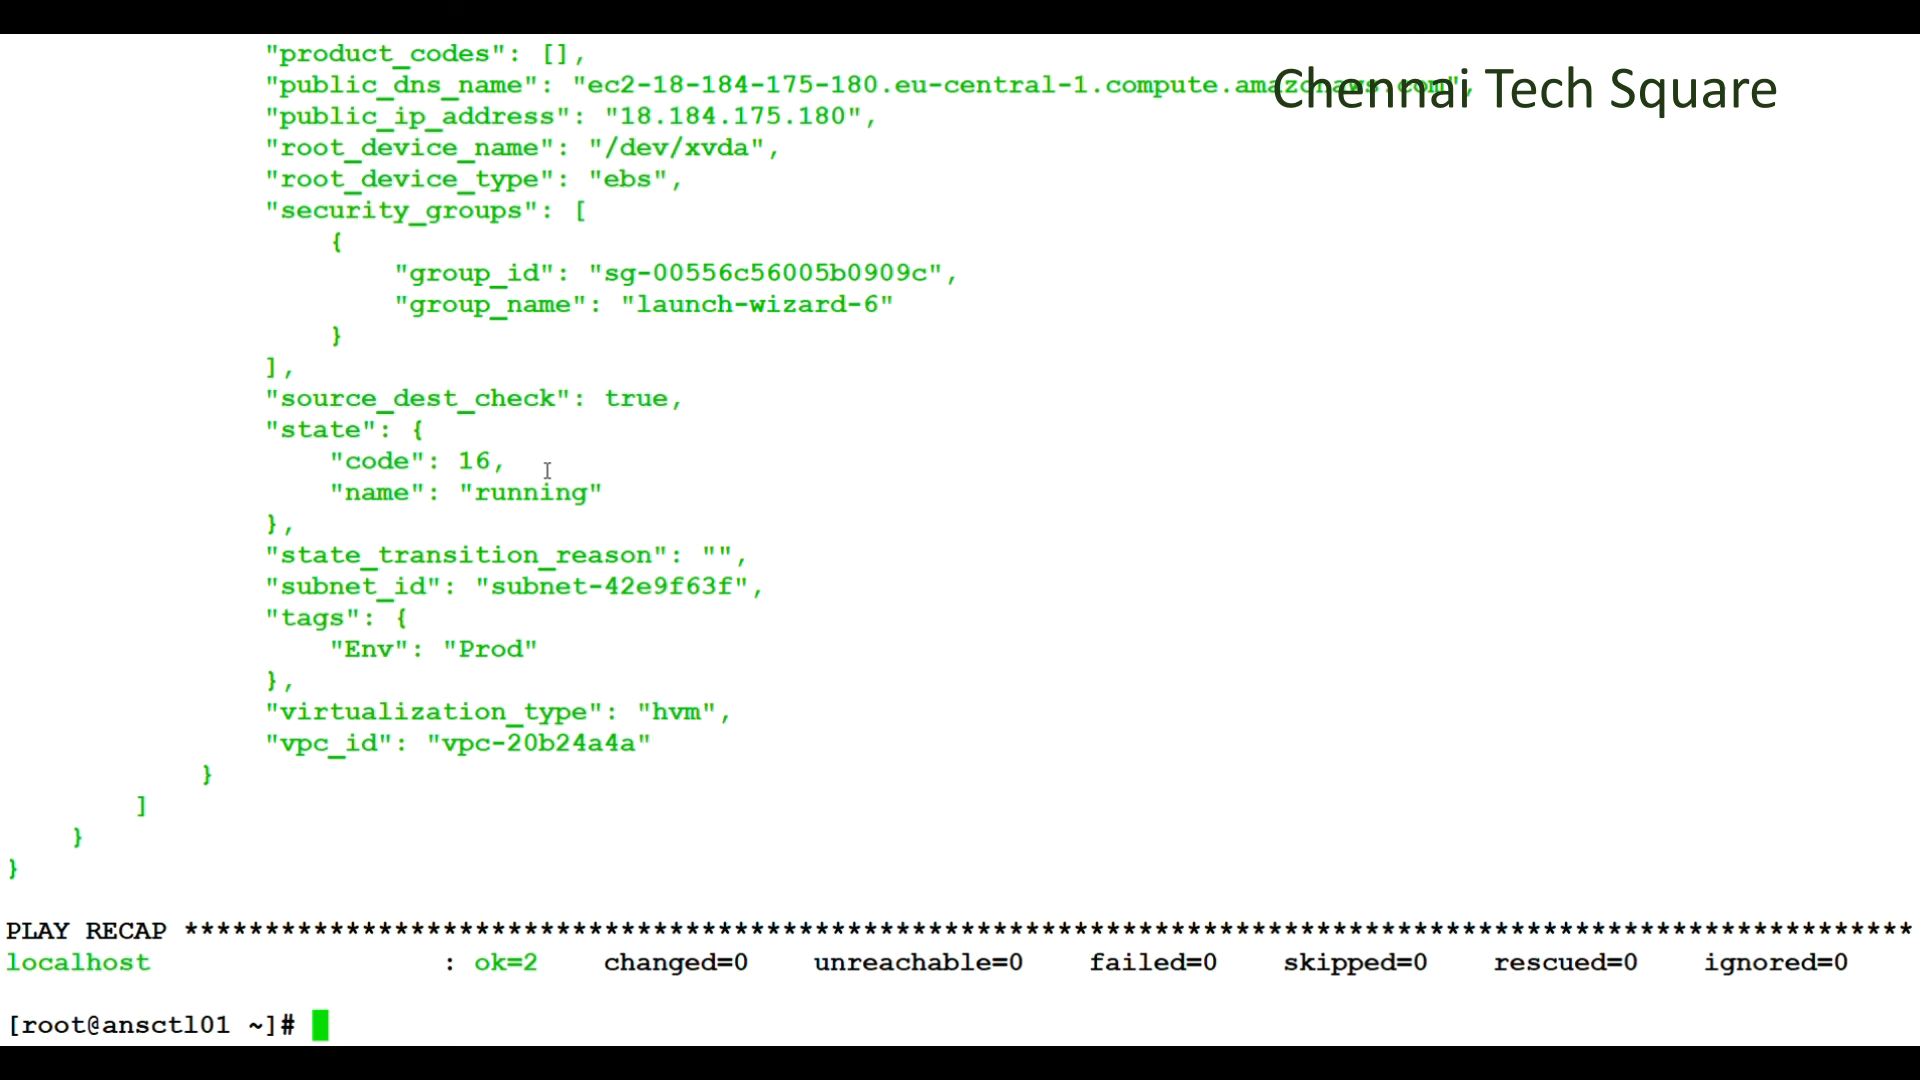 "product_codes": [],
"public_dns_name": "ec2-18-184-175-180.eu-central-1.compute.amazonaws.com",
Chennai Tech Square
"public_ip_address": "18.184.175.180",
"root_device_name": "/dev/xvda",
"root_device_type": "ebs",
"security_groups": [
{
"group_id": "sg-00556c56005b0909c",
"group_name": "launch-wizard-6"
}
],
"source_dest_check": true,
"state": {
"code": 16,
"name": "running"
},
"state_transition_reason": "",
"subnet_id": "subnet-42e9f63f",
"tags": {
"Env": "Prod"
},
"virtualization_type": "hvm",
"vpc_id": "vpc-20b24a4a"
}
]
}
}
PLAY RECAP ***********************************************************************************************************
localhost : ok=2 changed=0 unreachable=0 failed=0 skipped=0 rescued=0 ignored=0
[root@ansctl01 ~]#